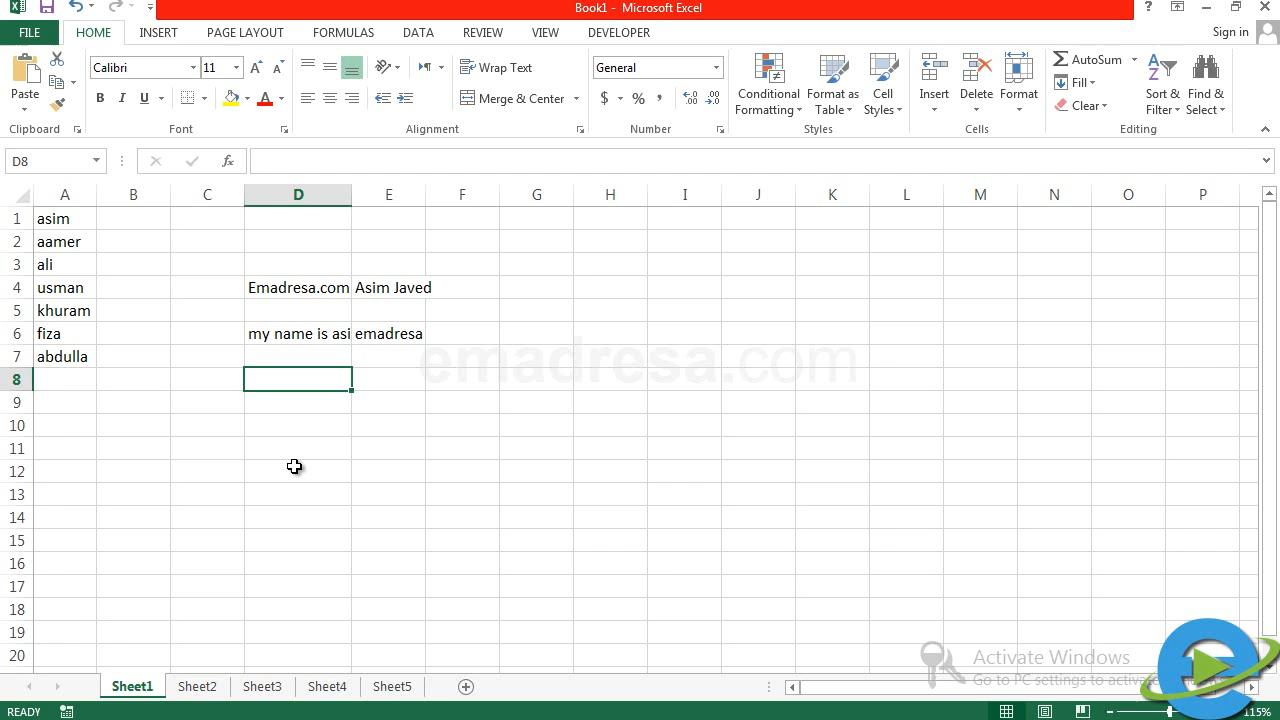 Book1 - Microsoft Excel
?
FILE HOME INSERT PAGE LAYOUT FORMULAS DATA REVIEW VIEW DEVELOPER Sign in
Calibri 11 Wrap Text General AutoSum
Paste Conditional Formatting Format as Table Cell Styles Insert Delete Format Fill Sort & Filter Find & Select
B I U A Merge & Center $ % , Clear
Clipboard Font Alignment Number Styles Cells Editing
D8 fx
A B C D E F G H I J K L M N O P
1 asim
2 aamer
3 ali
4 usman Emadresa.com Asim Javed
5 khuram
6 fiza my name is asi emadresa
7 abdulla
emadresa.com
8
9
10
11
12
13
14
15
16
17
18
19
20
Activate Windows
Go to PC settings to activat
Sheet1 Sheet2 Sheet3 Sheet4 Sheet5
READY 115%